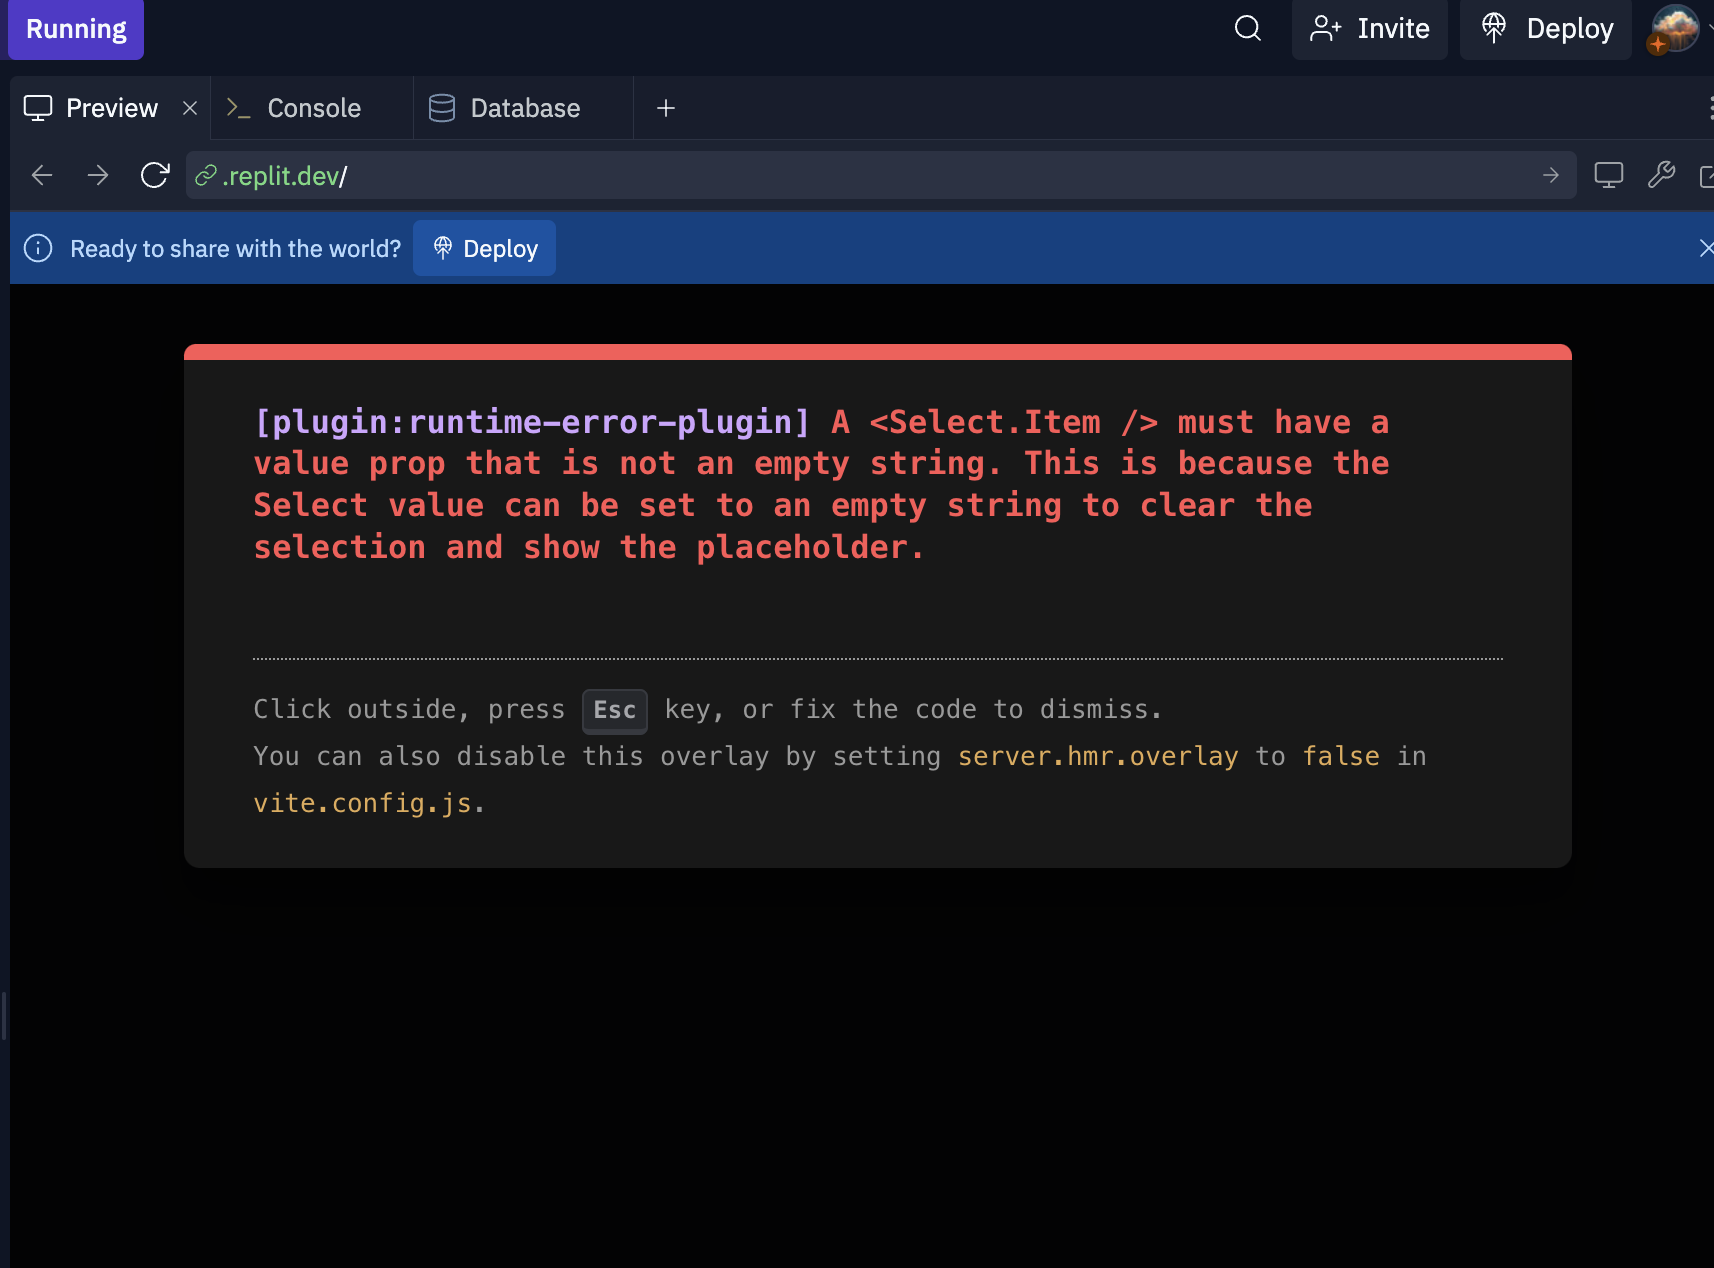 Running
Invite
Deploy
Preview
Console
Database
.replit.dev/
Ready to share with the world?
Deploy
[plugin:runtime-error-plugin] A <Select.Item /> must have a
value prop that is not an empty string. This is because the
Select value can be set to an empty string to clear the
selection and show the placeholder.
Click outside, press Esc key, or fix the code to dismiss.
You can also disable this overlay by setting server.hmr.overlay to false in
vite.config.js.